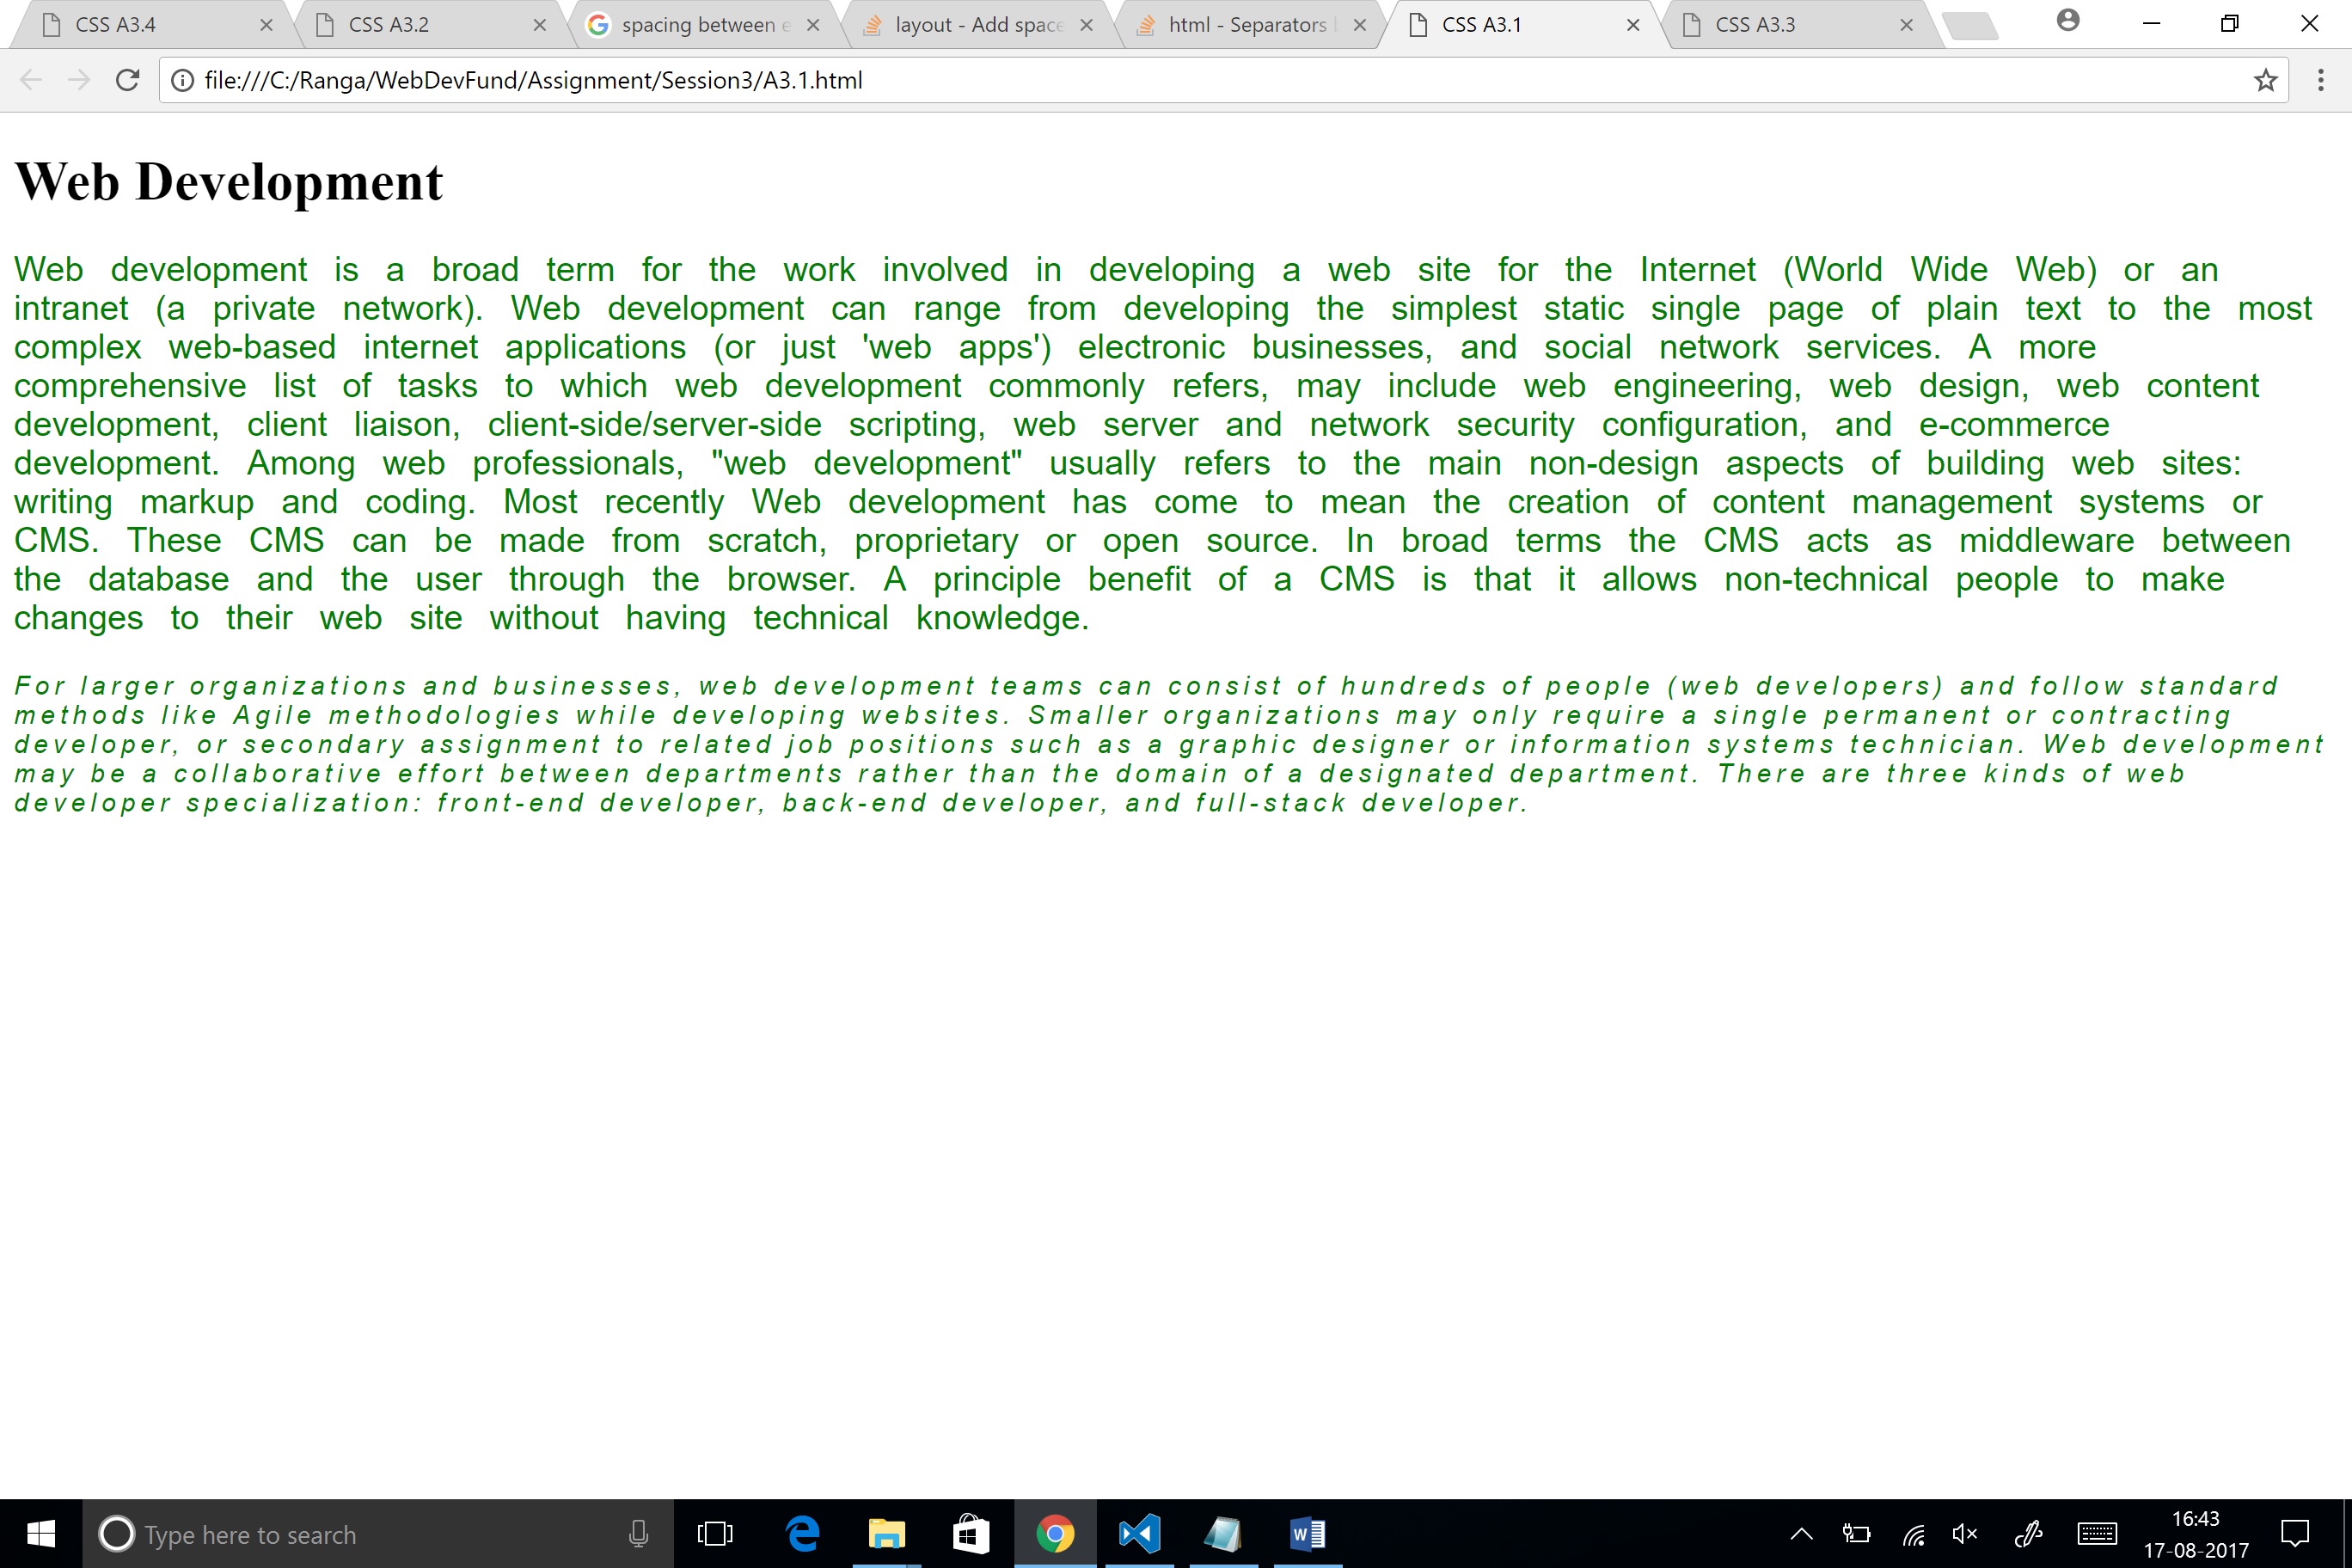 CSS A3.4
CSS A3.2
spacing between e
layout - Add space
html - Separators
CSS A3.1
CSS A3.3
file:///C:/Ranga/WebDevFund/Assignment/Session3/A3.1.html
Web Development
Web development is a broad term for the work involved in developing a web site for the Internet (World Wide Web) or an
intranet (a private network). Web development can range from developing the simplest static single page of plain text to the most
complex web-based internet applications (or just 'web apps') electronic businesses, and social network services. A more
comprehensive list of tasks to which web development commonly refers, may include web engineering, web design, web content
development, client liaison, client-side/server-side scripting, web server and network security configuration, and e-commerce
development. Among web professionals, "web development" usually refers to the main non-design aspects of building web sites:
writing markup and coding. Most recently Web development has come to mean the creation of content management systems or
CMS. These CMS can be made from scratch, proprietary or open source. In broad terms the CMS acts as middleware between
the database and the user through the browser. A principle benefit of a CMS is that it allows non-technical people to make
changes to their web site without having technical knowledge.
For larger organizations and businesses, web development teams can consist of hundreds of people (web developers) and follow standard
methods like Agile methodologies while developing websites. Smaller organizations may only require a single permanent or contracting
developer, or secondary assignment to related job positions such as a graphic designer or information systems technician. Web development
may be a collaborative effort between departments rather than the domain of a designated department. There are three kinds of web
developer specialization: front-end developer, back-end developer, and full-stack developer.
Type here to search
16:43
17-08-2017